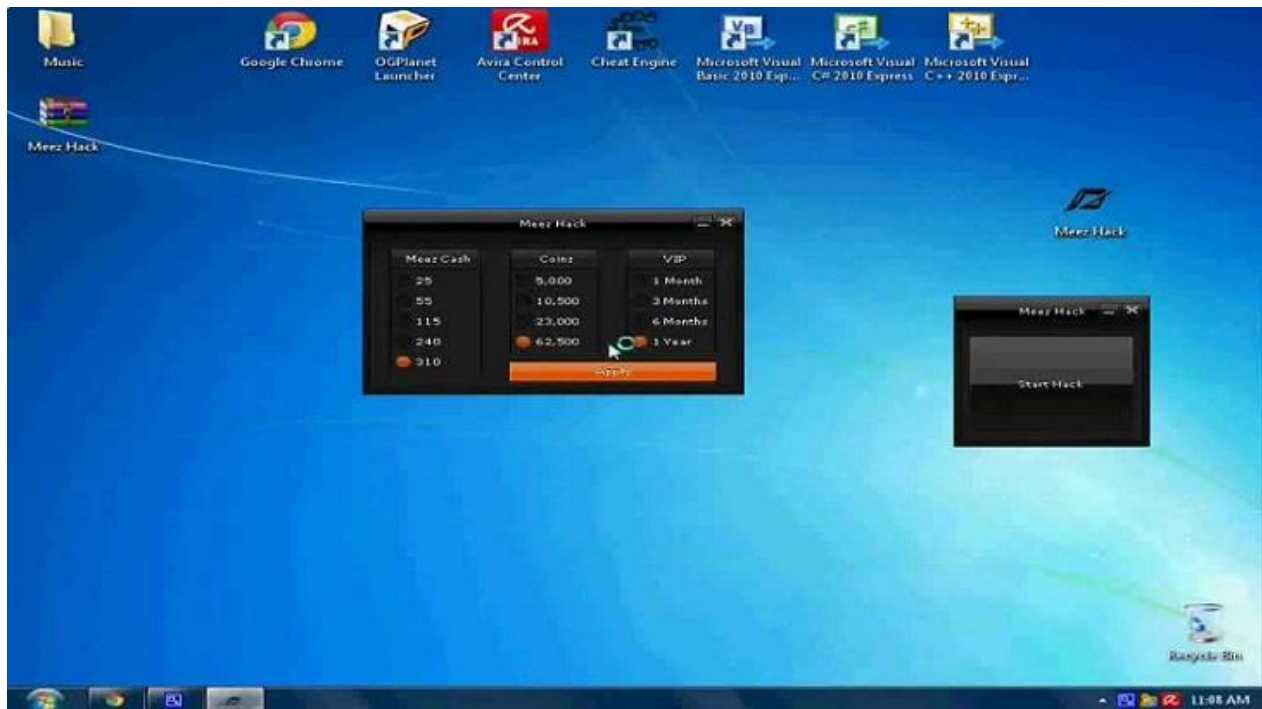 Music
Google Chrome
OGPlanet
Launcher
Avira Control
Center
Cheat Engine
Microsoft Visual
Basic 2010 Exp...
Microsoft Visual
C# 2010 Express
Microsoft Visual
C++ 2010 Expr...
Meez Hack
Meez Hack
Meez Hack
Meez Cash
25
55
115
240
310
Coins
5,000
10,500
23,000
62,500
VIP
1 Month
3 Months
6 Months
1 Year
Apply
Meez Hack
Start Hack
Recycle Bin
11:08 AM